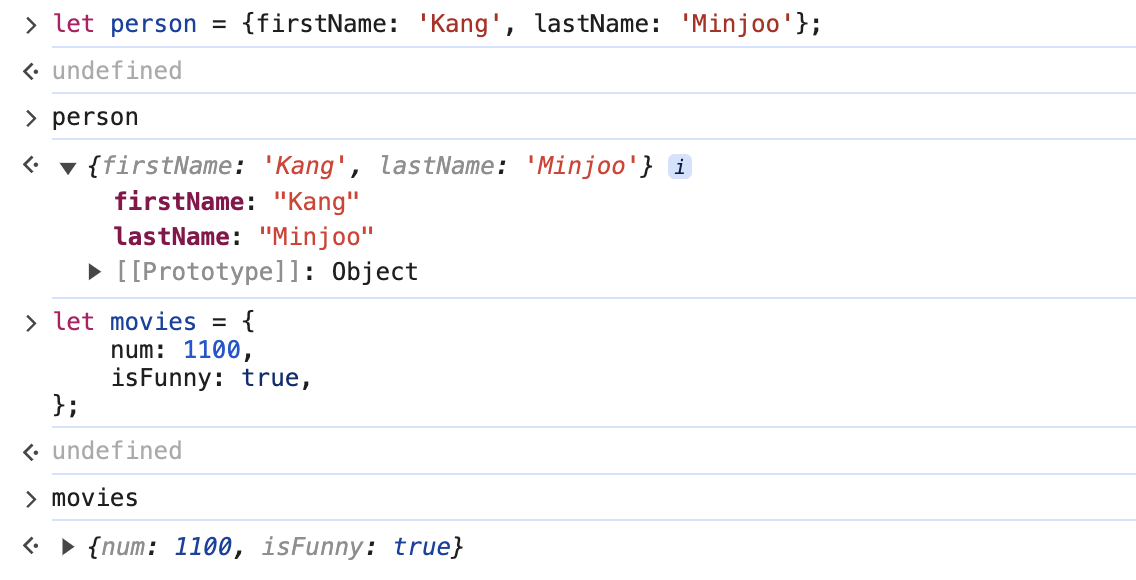 > let person = {firstName: 'Kang', lastName: 'Minjoo'};
undefined
> person
▼ {firstName: 'Kang', lastName: 'Minjoo'} i
firstName: "Kang"
lastName: "Minjoo"
▶ [[Prototype]]: Object
> let movies = {
num: 1100,
isFunny: true,
};
undefined
> movies
▶ {num: 1100, isFunny: true}